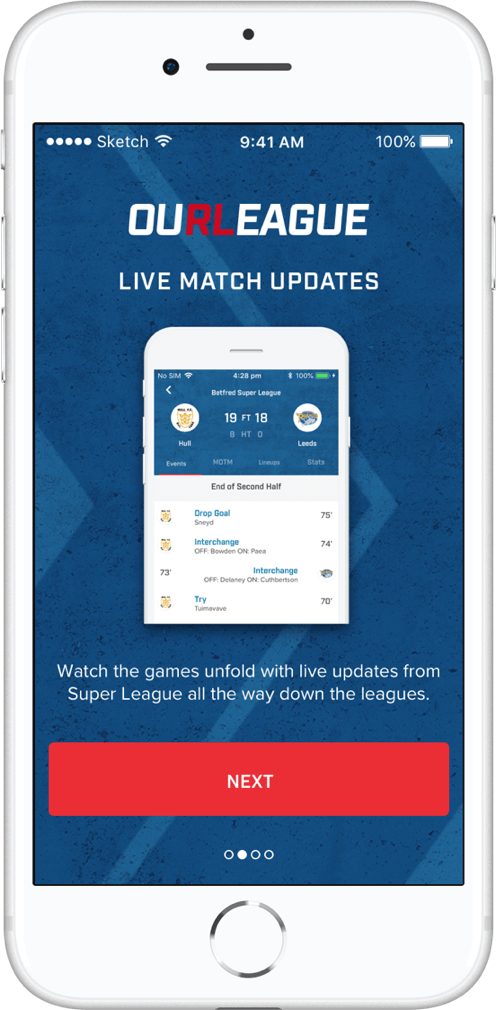 Sketch 9:41 AM 100%
OURLEAGUE
LIVE MATCH UPDATES
No SIM 4:28 pm 100%
Betfred Super League
19 FT 18
8 HT 0
Hull Leeds
Events MOTM Lineups Stats
End of Second Half
Drop Goal 75'
Sneyd
Interchange 74'
OFF: Bowden ON: Paea
73' Interchange
OFF: Delaney ON: Cuthbertson
Try 70'
Tuimavave
Watch the games unfold with live updates from
Super League all the way down the leagues.
NEXT